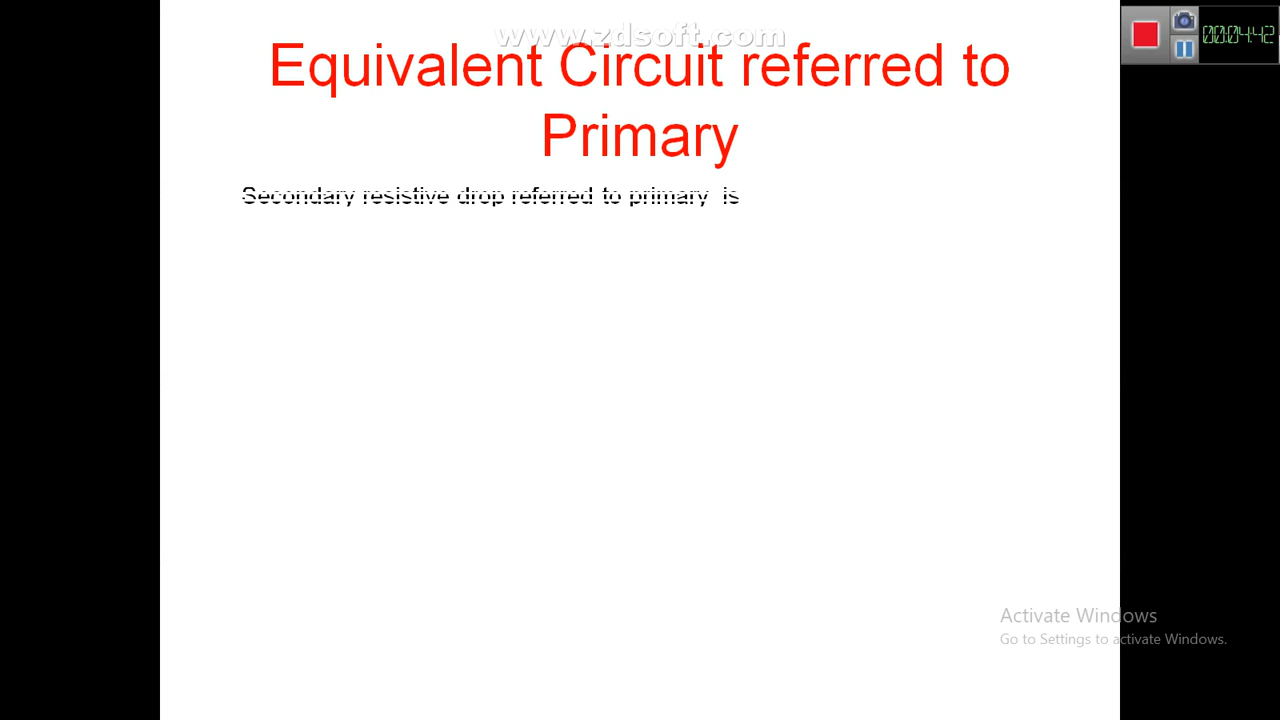 www.zdsoft.com
Equivalent Circuit referred to
Primary
Secondary resistive drop referred to primary is
Activate Windows
Go to Settings to activate Windows.